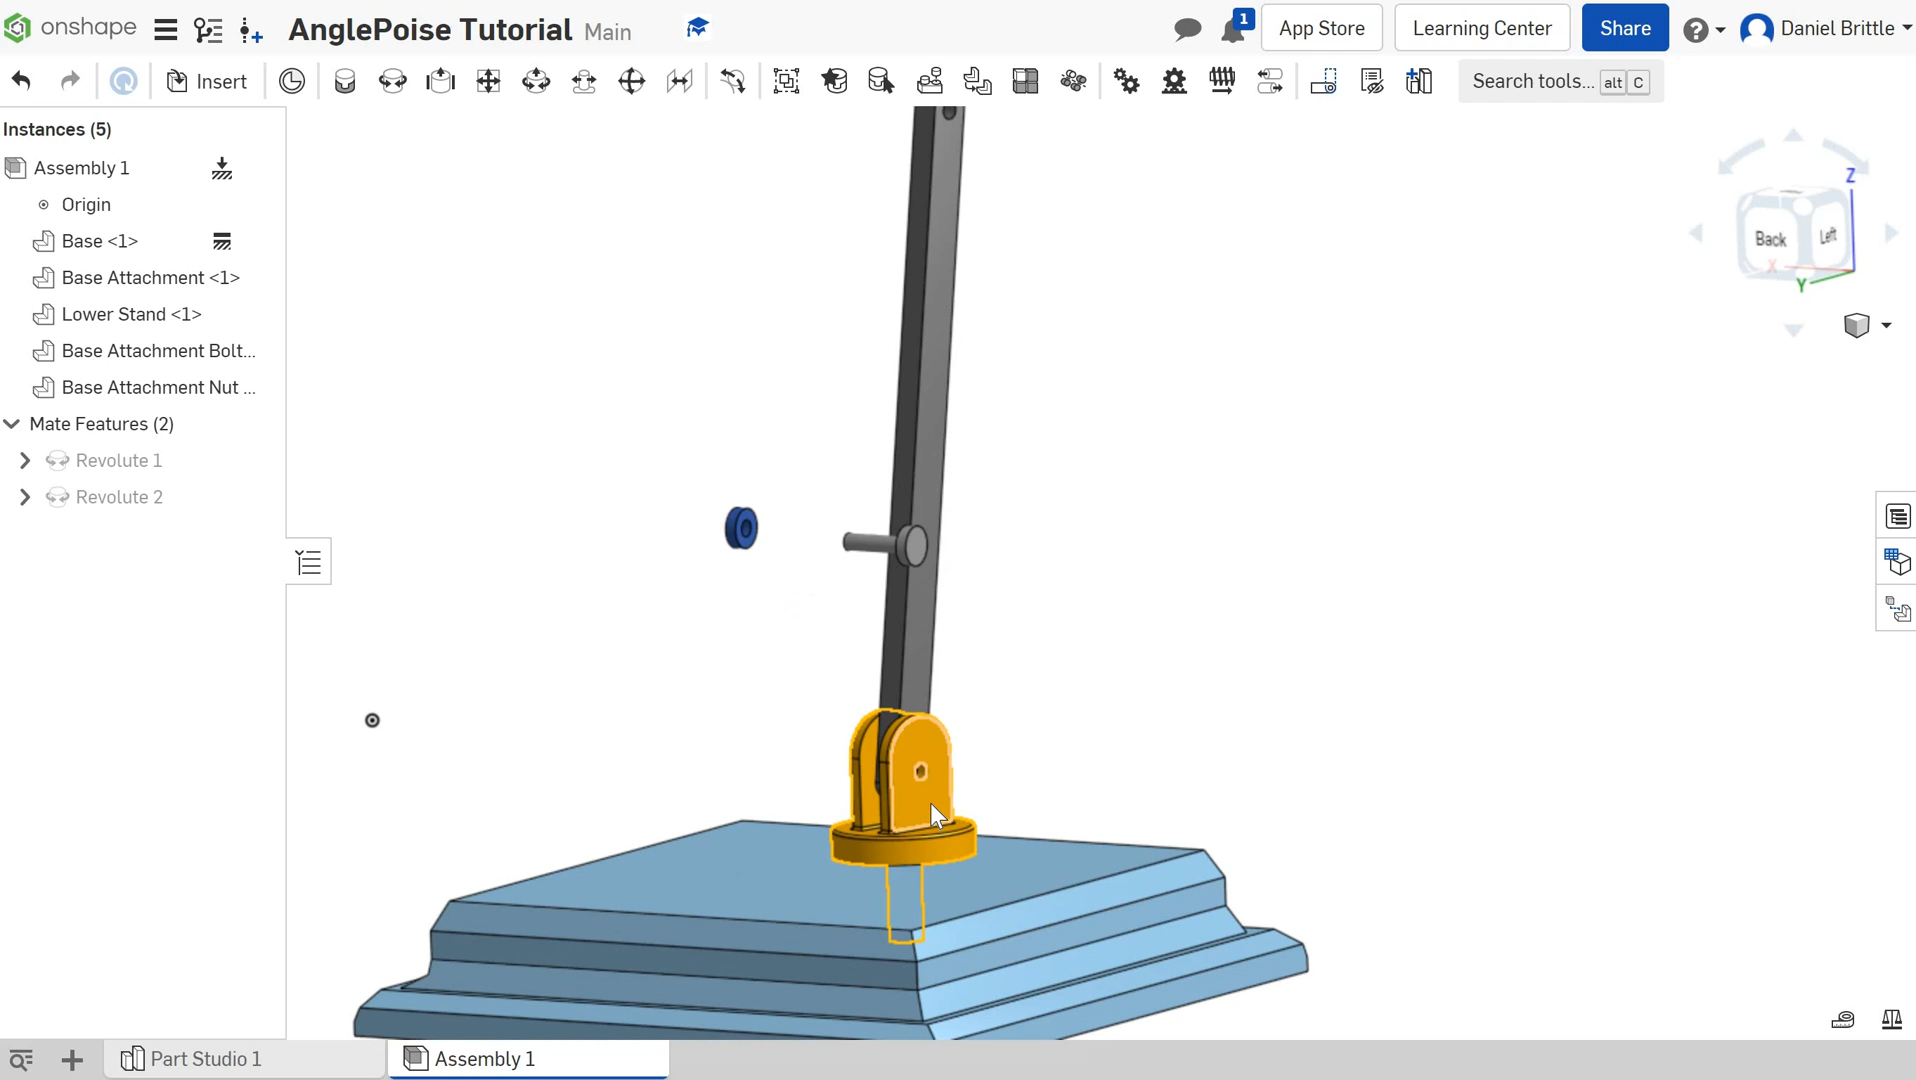 onshape
AnglePoise Tutorial Main
1
App Store
Learning Center
Share
Daniel Brittle
Insert
Search tools... alt C
Instances (5)
Assembly 1
Origin
Base <1>
Base Attachment <1>
Lower Stand <1>
Base Attachment Bolt...
Base Attachment Nut ...
Mate Features (2)
Revolute 1
Revolute 2
Z
Back
Left
X
Y
Part Studio 1
Assembly 1